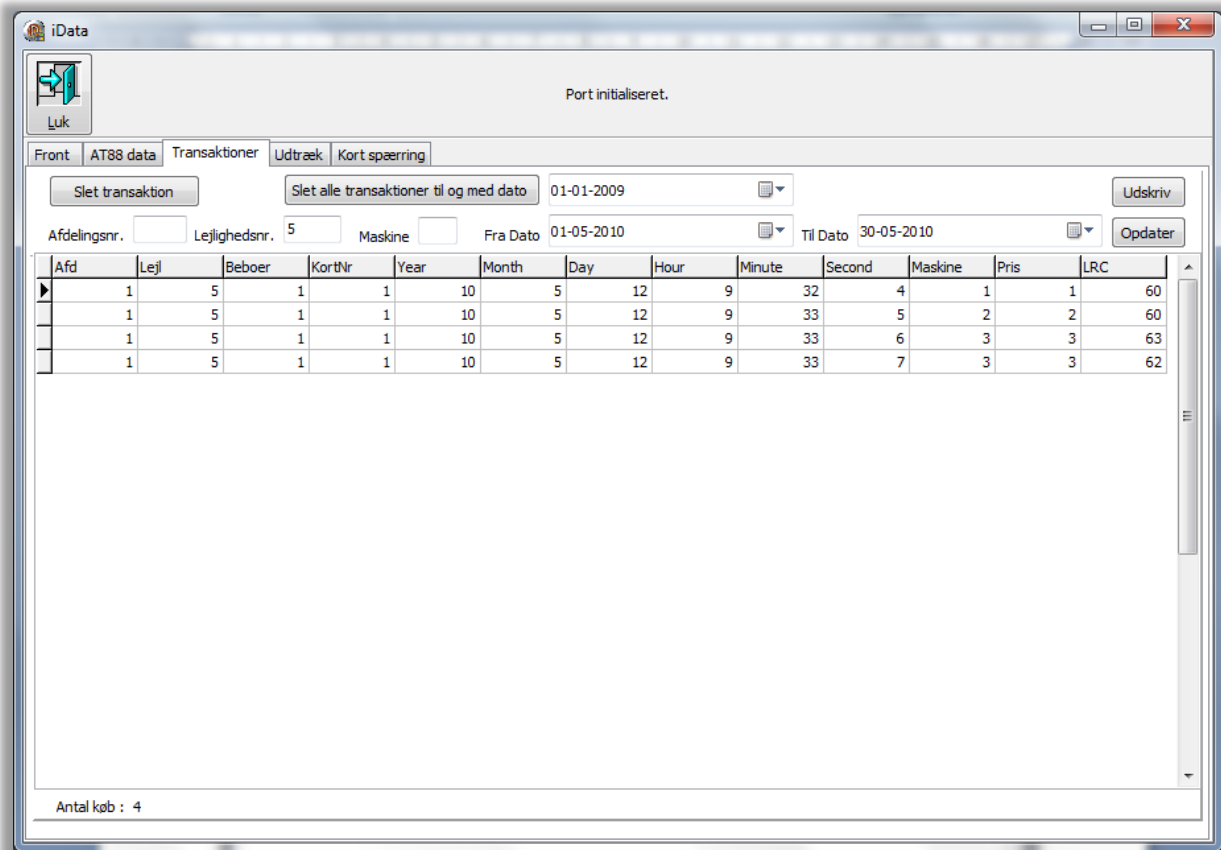 iData
Luk
Port initialiseret.
Front AT88 data Transaktioner Udtræk Kort spærring
Slet transaktion Slet alle transaktioner til og med dato 01-01-2009 Udskriv
Afdelingsnr. Lejlighedsnr. 5 Maskine Fra Dato 01-05-2010 Til Dato 30-05-2010 Opdater
Afd Lejl Beboer KortNr Year Month Day Hour Minute Second Maskine Pris LRC
1 5 1 1 10 5 12 9 32 4 1 1 60
1 5 1 1 10 5 12 9 33 5 2 2 60
1 5 1 1 10 5 12 9 33 6 3 3 63
1 5 1 1 10 5 12 9 33 7 3 3 62
Antal køb : 4